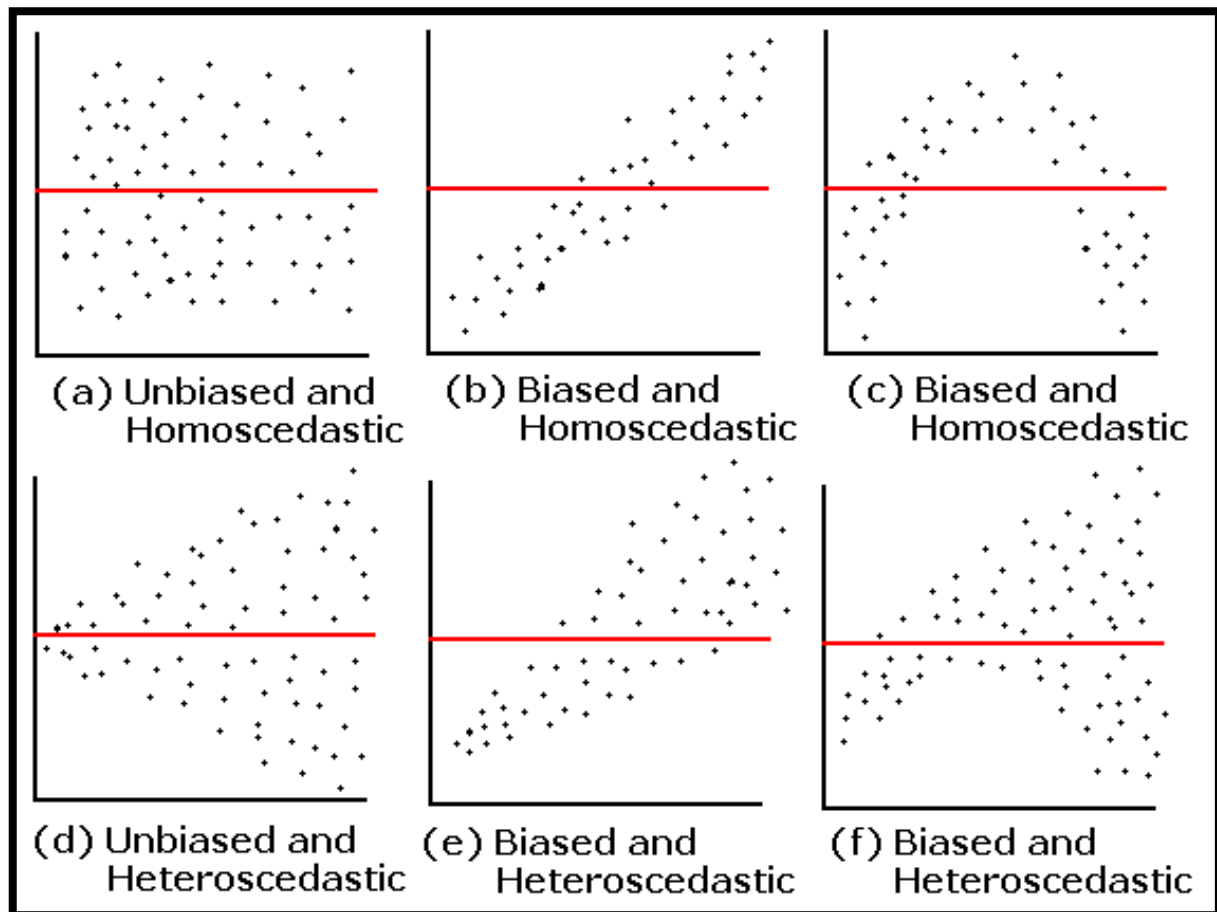 (a) Unbiased and
Homoscedastic
(b) Biased and
Homoscedastic
(c) Biased and
Homoscedastic
(d) Unbiased and
Heteroscedastic
(e) Biased and
Heteroscedastic
(f) Biased and
Heteroscedastic